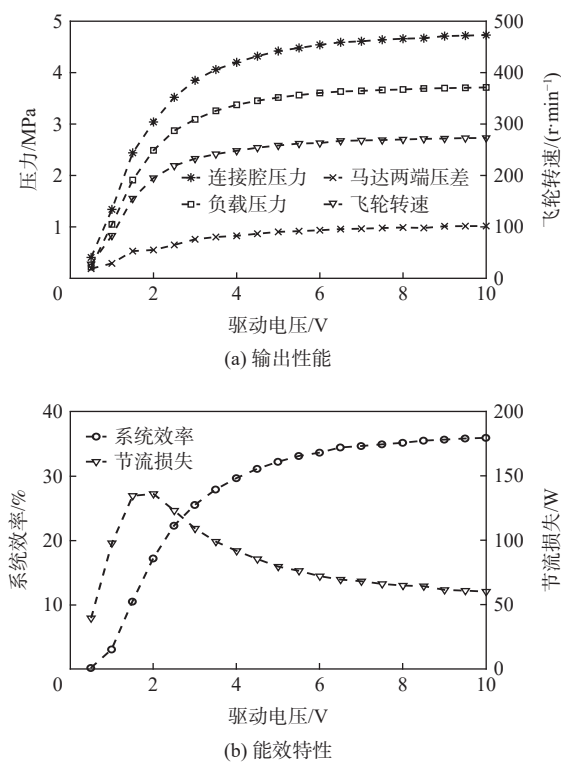 5 500
4 400
3 300
2 200
1 100
0
0 2 4 6 8 10
压力/MPa
飞轮转速/(r·min⁻¹)
连接腔压力 马达两端压差
负载压力 飞轮转速
驱动电压/V
(a) 输出性能
40 200
30 150
20 100
10 50
0
0 2 4 6 8 10
系统效率/%
节流损失/W
系统效率
节流损失
驱动电压/V
(b) 能效特性